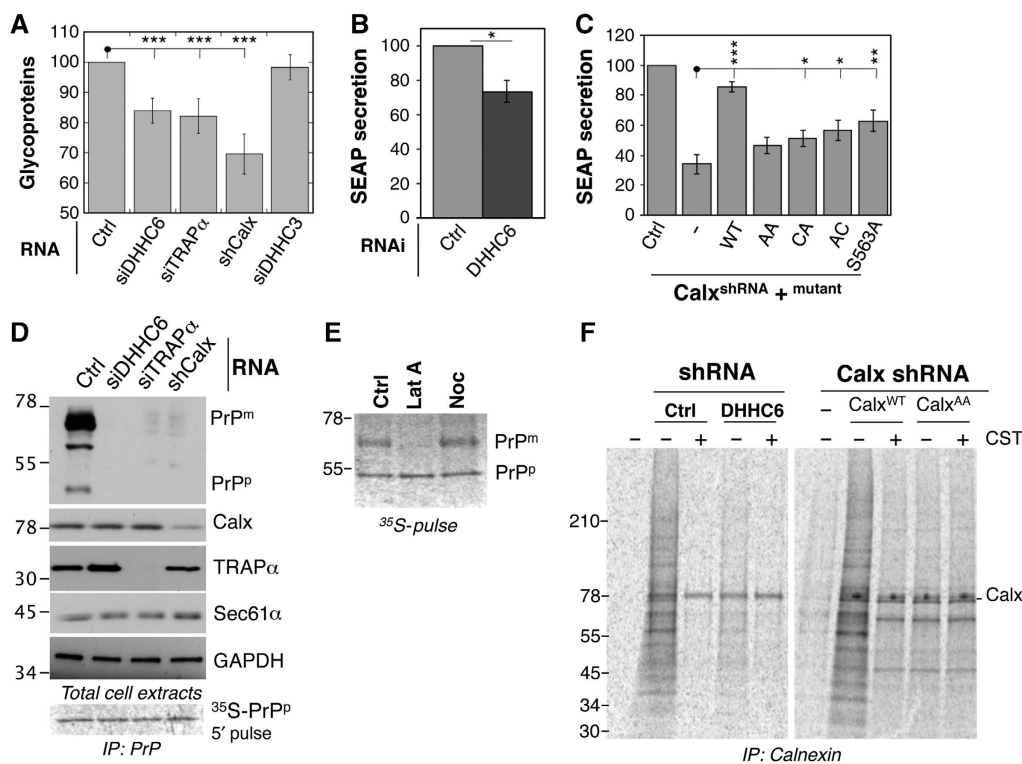 A
Glycoproteins
110
100
90
80
70
60
50
*** *** ***
RNA
Ctrl
siDHHC6
siTRAPα
shCalx
siDHHC3
B
SEAP secretion
120
100
80
60
40
20
0
*
RNAi
Ctrl
DHHC6
C
SEAP secretion
120
100
80
60
40
20
0
*** * * **
Ctrl
-
WT
AA
CA
AC
S563A
Calx^shRNA + ^mutant
D
Ctrl
siDHHC6
siTRAPα
shCalx
RNA
78
PrP^m
55
PrP^p
78
Calx
30
TRAPα
45
Sec61α
34
GAPDH
Total cell extracts
³⁵S-PrP^p
5′ pulse
IP: PrP
E
Ctrl
Lat A
Noc
78
PrP^m
55
PrP^p
³⁵S-pulse
F
shRNA
Ctrl DHHC6
– – + – +
Calx shRNA
– Calx^WT Calx^AA
– + – + CST
210
78
55
45
34
30
Calx
IP: Calnexin